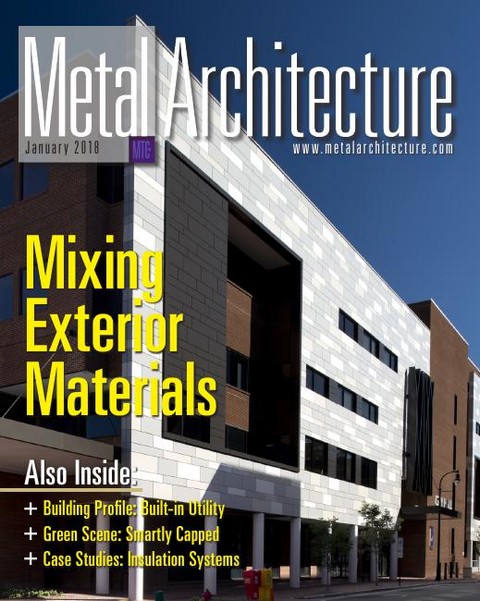 Metal Architecture
January 2018
MTC
www.metalarchitecture.com
Mixing
Exterior
Materials
Also Inside:
+ Building Profile: Built-in Utility
+ Green Scene: Smartly Capped
+ Case Studies: Insulation Systems